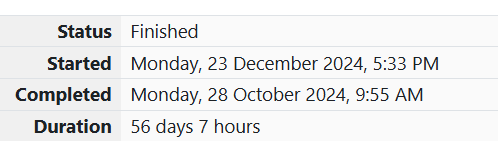 Status Finished
Started Monday, 23 December 2024, 5:33 PM
Completed Monday, 28 October 2024, 9:55 AM
Duration 56 days 7 hours